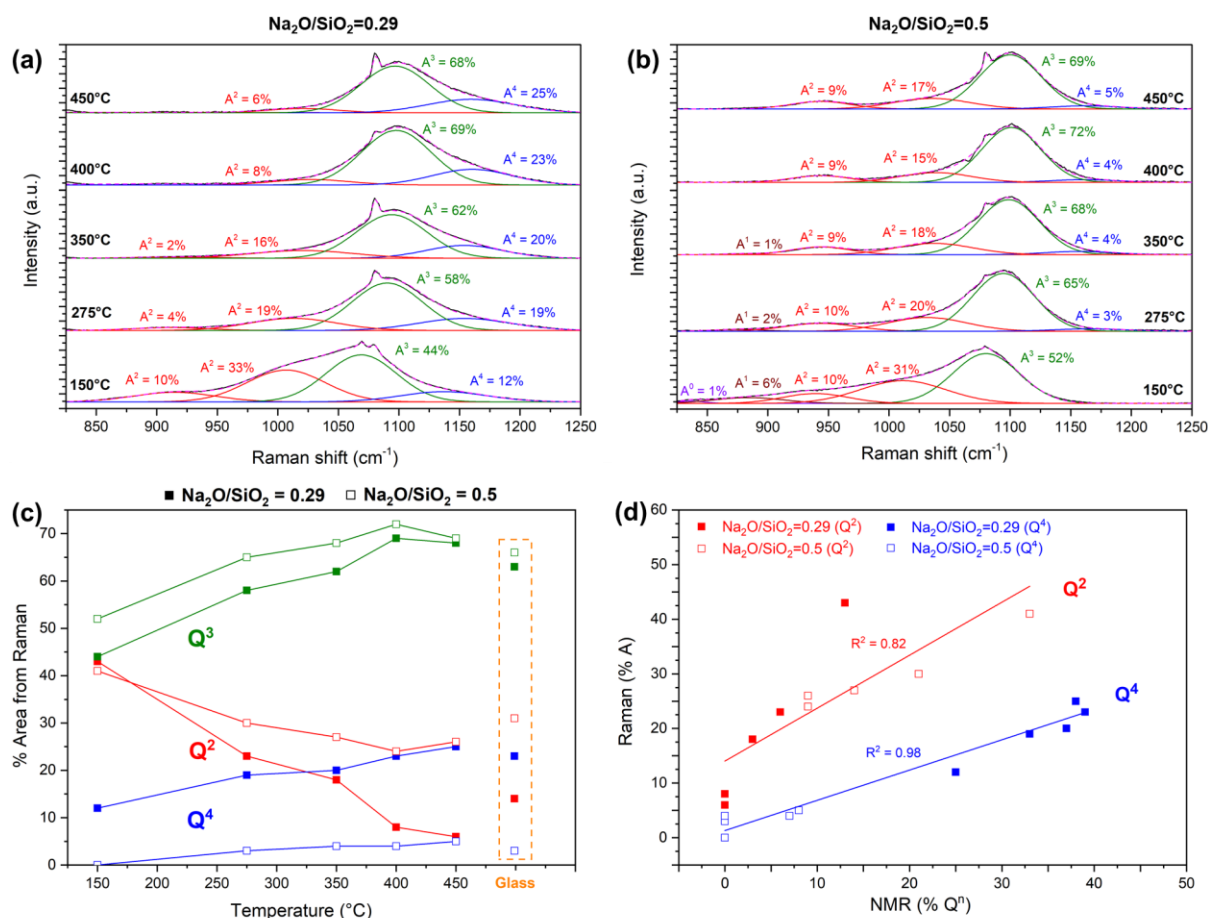 Na₂O/SiO₂=0.29
(a)
450°C
A² = 6%
A³ = 68%
A⁴ = 25%
400°C
A² = 8%
A³ = 69%
A⁴ = 23%
350°C
A² = 2%
A² = 16%
A³ = 62%
A⁴ = 20%
275°C
A² = 4%
A² = 19%
A³ = 58%
A⁴ = 19%
150°C
A² = 10%
A² = 33%
A³ = 44%
A⁴ = 12%
Intensity (a.u.)
850 900 950 1000 1050 1100 1150 1200 1250
Raman shift (cm⁻¹)
Na₂O/SiO₂=0.5
(b)
A² = 9%
A² = 17%
A³ = 69%
A⁴ = 5%
450°C
A² = 9%
A² = 15%
A³ = 72%
A⁴ = 4%
400°C
A¹ = 1%
A² = 9%
A² = 18%
A³ = 68%
A⁴ = 4%
350°C
A¹ = 2%
A² = 10%
A² = 20%
A³ = 65%
A⁴ = 3%
275°C
A⁰ = 1%
A¹ = 6%
A² = 10%
A² = 31%
A³ = 52%
150°C
Intensity (a.u.)
850 900 950 1000 1050 1100 1150 1200 1250
Raman shift (cm⁻¹)
(c)
Na₂O/SiO₂ = 0.29 Na₂O/SiO₂ = 0.5
70
60
50
40
30
20
10
0
% Area from Raman
Q³
Q²
Q⁴
150 200 250 300 350 400 450 Glass
Temperature (°C)
(d)
Na₂O/SiO₂=0.29 (Q²) Na₂O/SiO₂=0.29 (Q⁴)
Na₂O/SiO₂=0.5 (Q²) Na₂O/SiO₂=0.5 (Q⁴)
60
50
40
30
20
10
0
Raman (% A)
Q²
R² = 0.82
Q⁴
R² = 0.98
0 10 20 30 40 50
NMR (% Qⁿ)